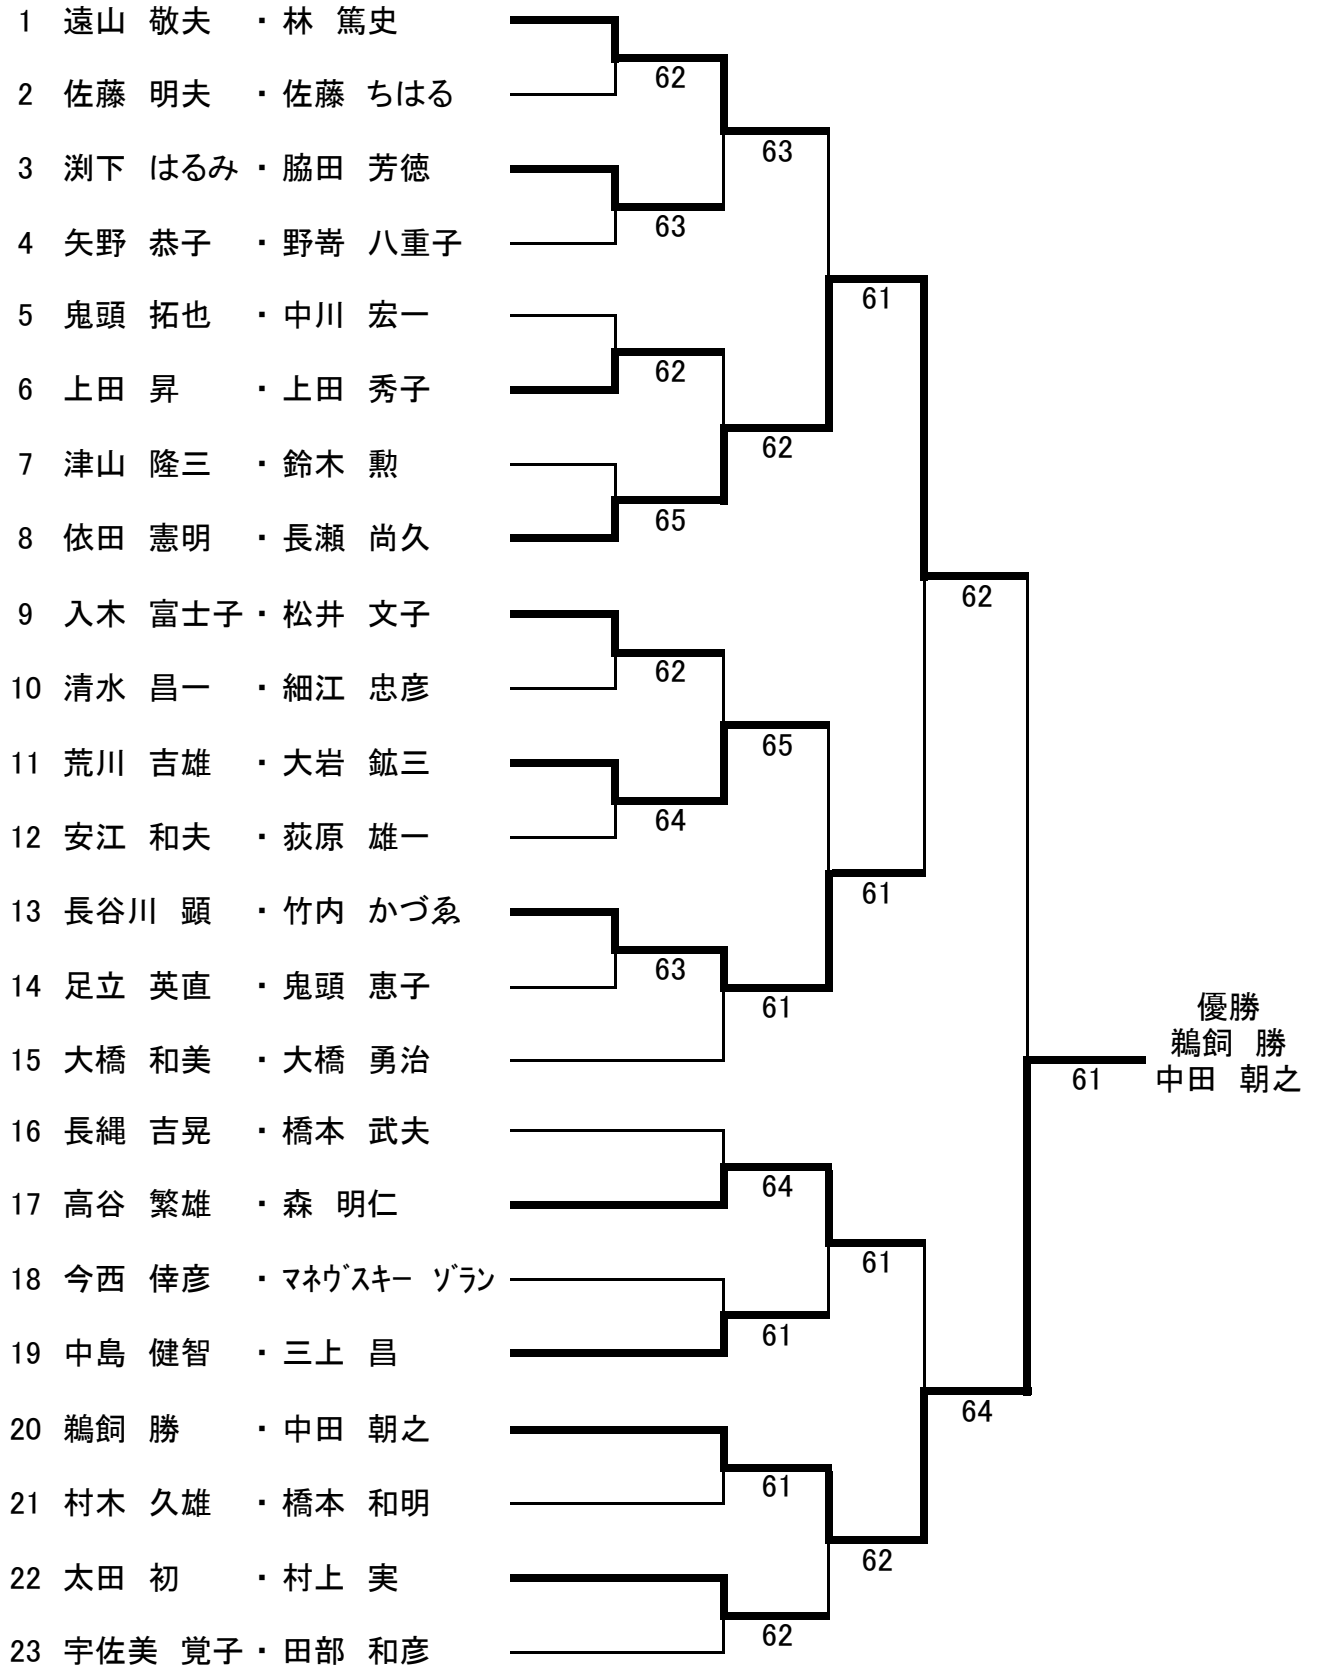 1 遠山 敬夫 ・ 林 篤史
62
2 佐藤 明夫 ・ 佐藤 ちはる
63
3 渕下 はるみ ・ 脇田 芳徳
63
4 矢野 恭子 ・ 野嵜 八重子
61
5 鬼頭 拓也 ・ 中川 宏一
62
6 上田 昇 ・ 上田 秀子
62
7 津山 隆三 ・ 鈴木 勲
65
8 依田 憲明 ・ 長瀬 尚久
62
9 入木 富士子 ・ 松井 文子
62
10 清水 昌一 ・ 細江 忠彦
65
11 荒川 吉雄 ・ 大岩 鉱三
64
12 安江 和夫 ・ 荻原 雄一
61
13 長谷川 顕 ・ 竹内 かづゑ
63
14 足立 英直 ・ 鬼頭 恵子
61
優勝
鵜飼 勝
15 大橋 和美 ・ 大橋 勇治
61
中田 朝之
16 長縄 吉晃 ・ 橋本 武夫
64
17 高谷 繁雄 ・ 森 明仁
61
18 今西 倖彦 ・ ﾏﾈｳﾞｽｷｰ ｿﾞﾗﾝ
61
19 中島 健智 ・ 三上 昌
64
20 鵜飼 勝 ・ 中田 朝之
61
21 村木 久雄 ・ 橋本 和明
62
22 太田 初 ・ 村上 実
62
23 宇佐美 覚子 ・ 田部 和彦